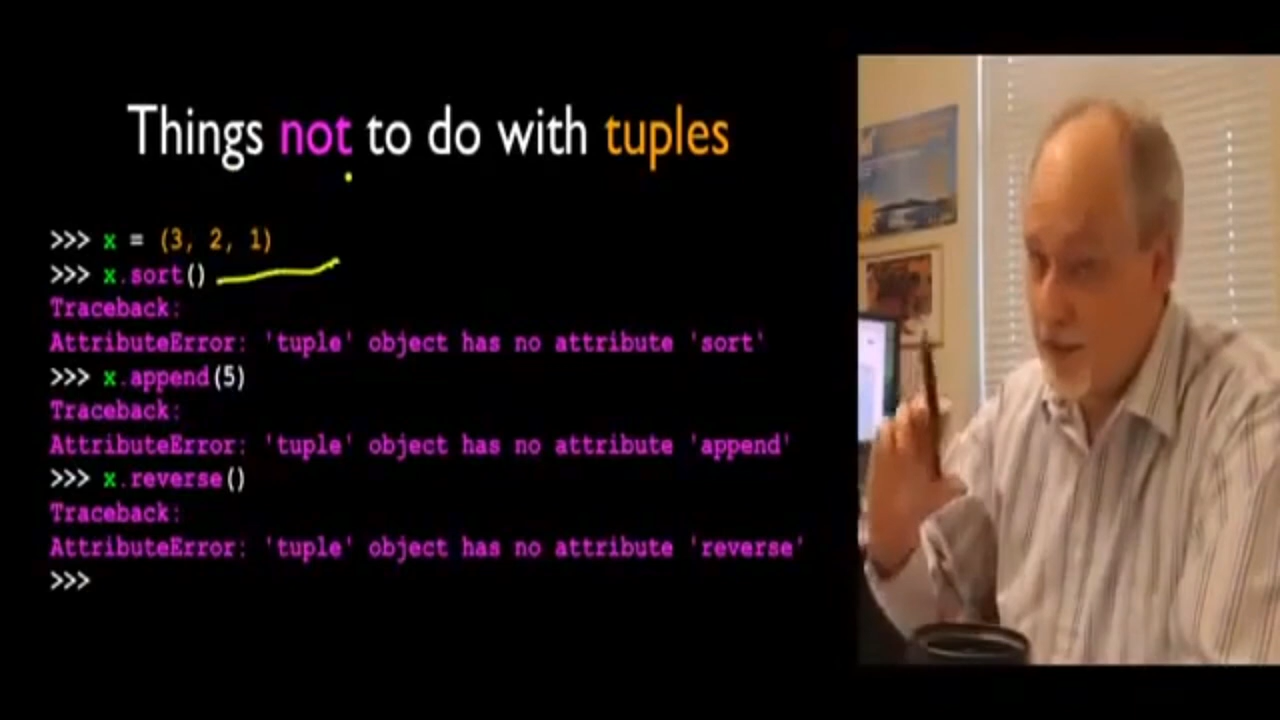 Things not to do with tuples
>>> x = (3, 2, 1)
>>> x.sort()
Traceback:
AttributeError: 'tuple' object has no attribute 'sort'
>>> x.append(5)
Traceback:
AttributeError: 'tuple' object has no attribute 'append'
>>> x.reverse()
Traceback:
AttributeError: 'tuple' object has no attribute 'reverse'
>>>